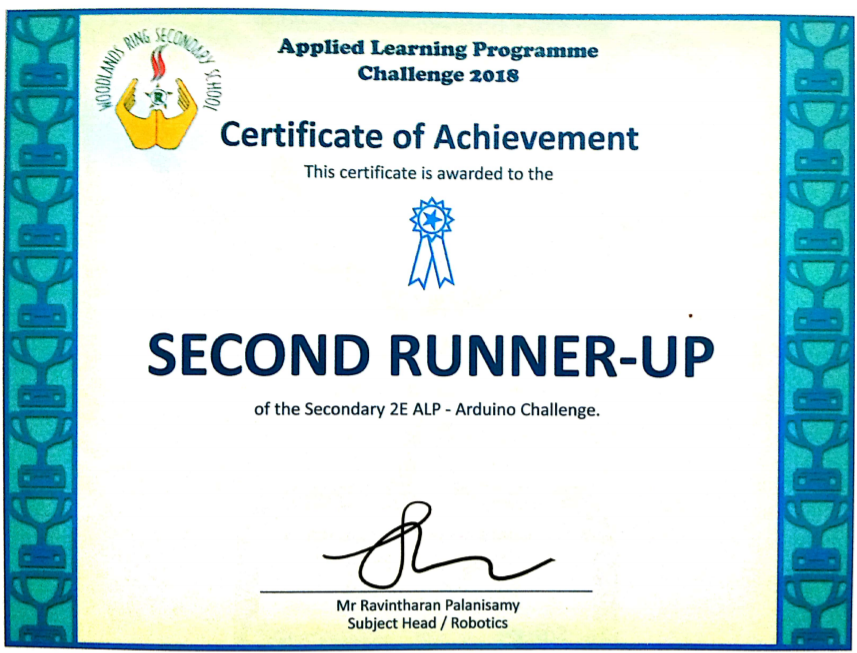 WOODLANDS RING SECONDARY SCHOOL
R
Applied Learning Programme
Challenge 2018
Certificate of Achievement
This certificate is awarded to the
SECOND RUNNER-UP
of the Secondary 2E ALP - Arduino Challenge.
Mr Ravintharan Palanisamy
Subject Head / Robotics